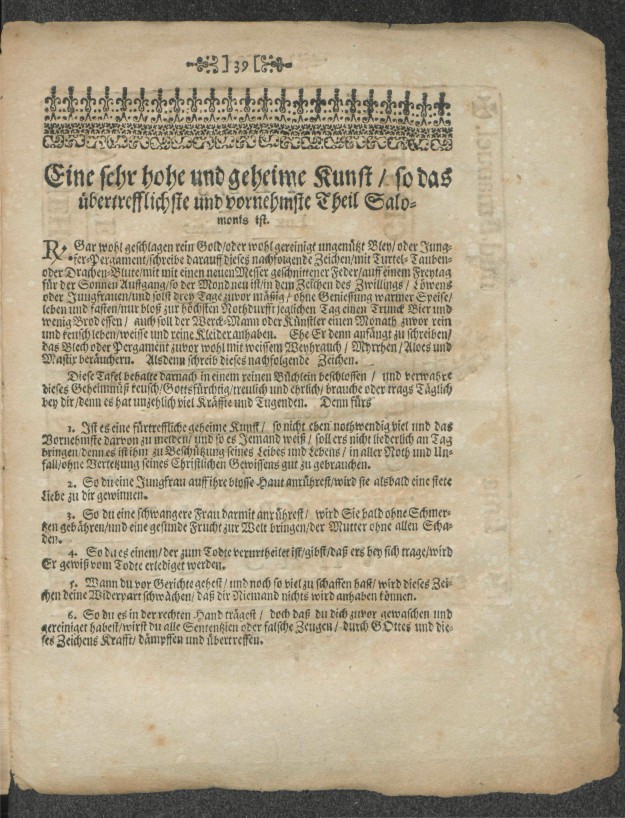 ] 39 [
Eine sehr hohe und geheime Kunst / so das
übertrefflichste und vornehmste Theil Salo-
monis ist.
R. Gar wohl geschlagen rein Gold / oder wohl gereinigt ungenützt Bley / oder Jung-
fer-Pergament / schreibe darauff dieses nachfolgende Zeichen / mit Turtel-Tauben-
oder Drachen-Blute / mit mit einen neuen Messer geschnittener Feder / auff einem Freytag
für der Sonnen Auffgang / so der Mond neu ist / in dem Zeichen des Zwillings / Löwens
oder Jungfrauen / und solst drey Tage zuvor mäßig / ohne Geniessung warmer Speise /
leben und fasten / nur bloß zur höchsten Nothdurfft jeglichen Tag einen Trunck Bier und
wenig Brod essen / auch soll der Werck-Mann oder Künstler einen Monath zuvor rein
und keusch leben / weisse und reine Kleider anhaben. Ehe Er denn anfängt zu schreiben /
das Blech oder Pergament zuvor wohl mit weissem Weyhrauch / Myrrhen / Aloes und
Mastix beräuchern. Alsdenn schreib dieses nachfolgende Zeichen.
Diese Tafel behalte darnach in einem reinen Büchlein beschlossen / und verwahre
dieses Geheimnüß keusch / Gottsfürchtig / treulich und ehrlich / brauche oder trags Täglich
bey dir / denn es hat unzehlich viel Kräffte und Tugenden. Denn fürs
1. Ist es eine fürtreffliche geheime Kunst / so nicht eben nothwendig viel und das
Vornehmste darvon zu melden / und so es Jemand weiß / soll ers nicht liederlich an Tag
bringen / denn es ist ihm zu Beschützung seines Leibes und Lebens / in aller Noth und Un-
fall / ohne Verletzung seines Christlichen Gewissens gut zu gebrauchen.
2. So du eine Jungfrau auff ihre blosse Haut anrührest / wird sie alsbald eine stete
Liebe zu dir gewinnen.
3. So du eine schwangere Frau darmit anrührest / wird Sie bald ohne Schmer-
tzen gebähren / und eine gesunde Frucht zur Welt bringen / der Mutter ohne allen Scha-
den.
4. So du es einem / der zum Todte verurtheilet ist / gibst / daß ers bey sich trage / wird
Er gewiß vom Todte erlediget werden.
5. Wann du vor Gerichte gehest / und noch so viel zu schaffen hast / wird dieses Zei-
chen deine Widerpart schwächen / daß dir Niemand nichts wird anhaben können.
6. So du es in der rechten Hand trägest / doch daß du dich zuvor gewaschen und
gereiniget habest / wirst du alle Sententzien oder falsche Zeugen / durch GOttes und die-
ses Zeichens Krafft / dämpffen und übertreffen.